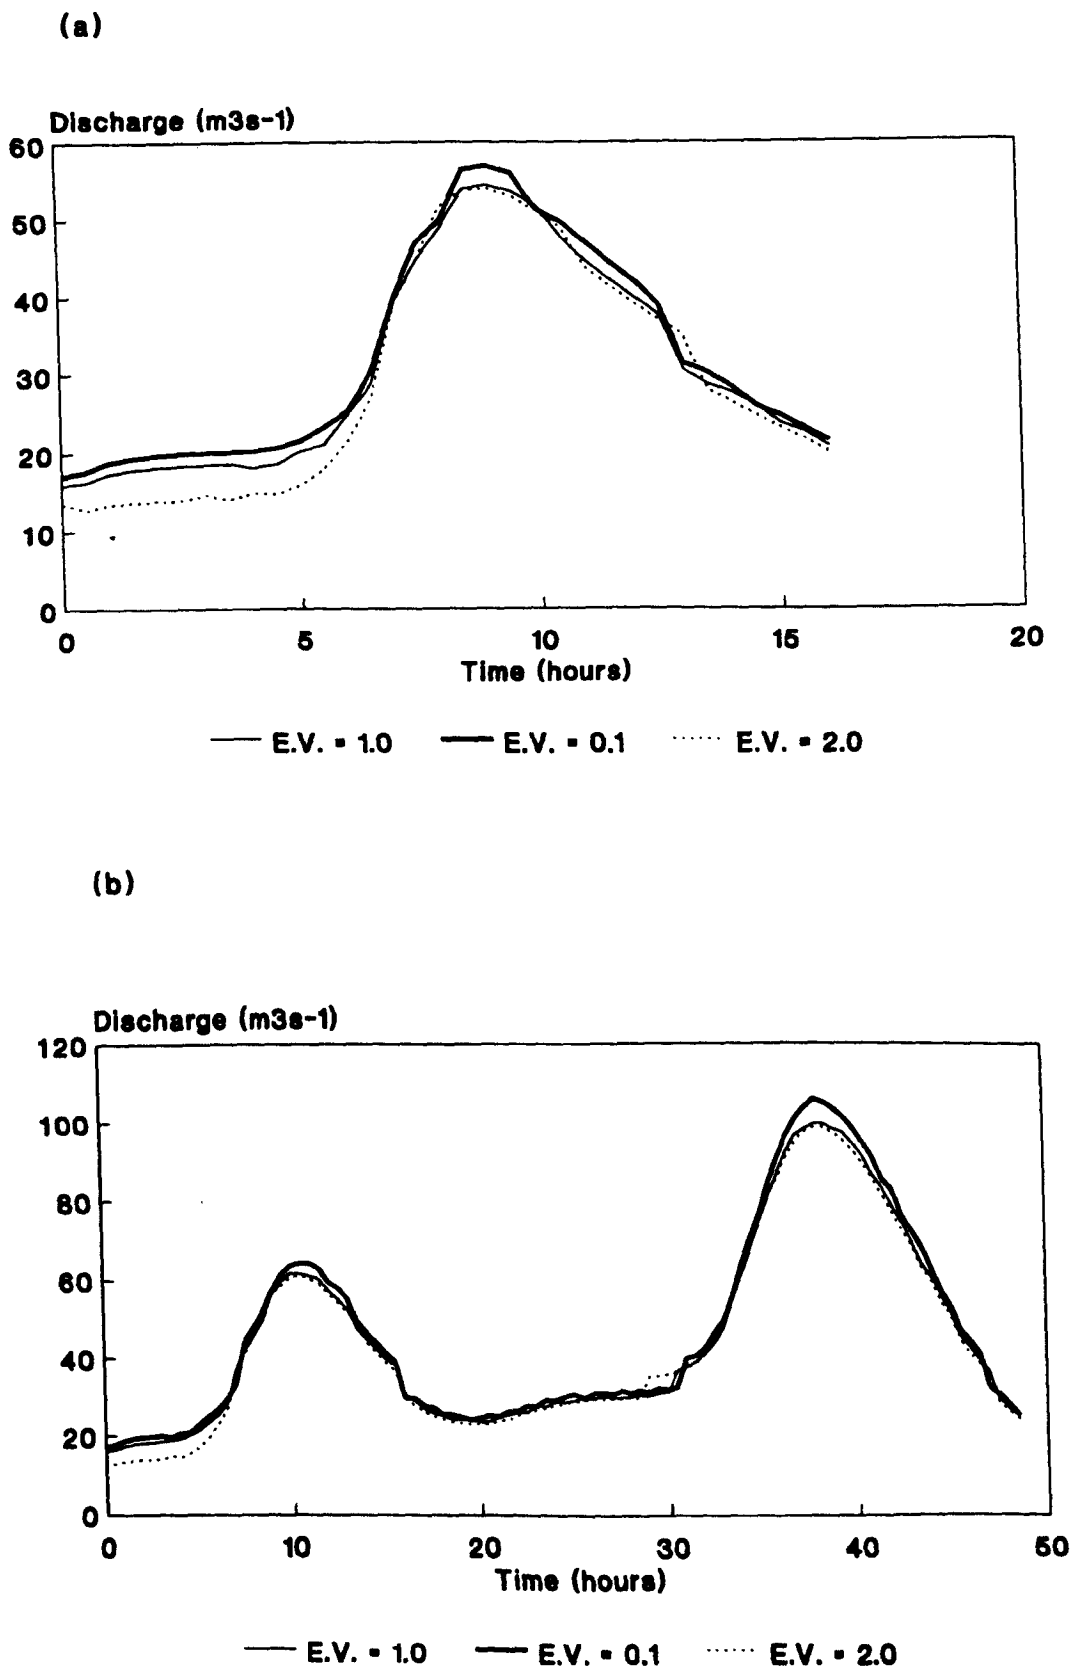 (a)
Discharge (m3s-1)
60
50
40
30
20
10
0
0 5 10 15 20
Time (hours)
E.V. = 1.0 E.V. = 0.1 E.V. = 2.0
(b)
Discharge (m3s-1)
120
100
80
60
40
20
0
0 10 20 30 40 50
Time (hours)
E.V. = 1.0 E.V. = 0.1 E.V. = 2.0